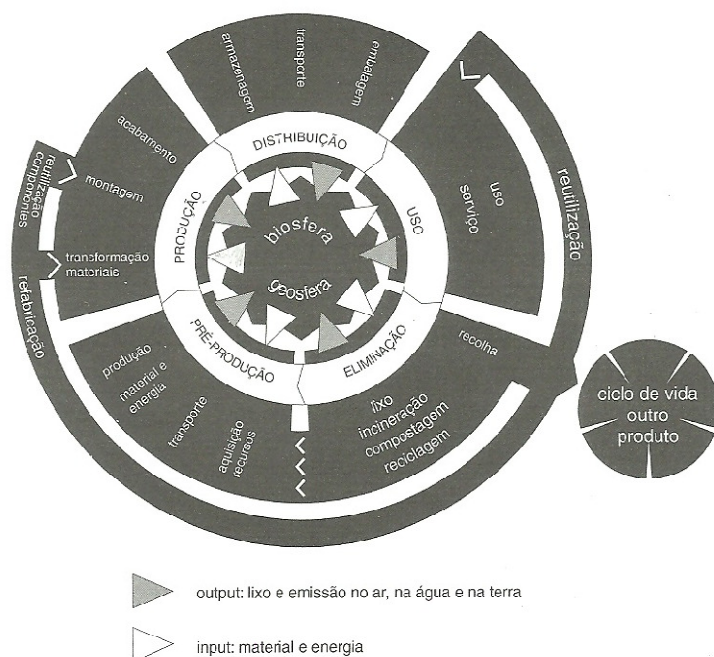 armazenagem
transporte
embalagem
acabamento
montagem
transformação
materiais
reutilização
componentes
refabricação
produção
material e
energia
transporte
aquisição
recursos
lixo
incineração
compostagem
reciclagem
recolha
uso
serviço
reutilização
DISTRIBUIÇÃO
USO
ELIMINAÇÃO
PRÉ-PRODUÇÃO
PRODUÇÃO
biosfera
geosfera
ciclo de vida
outro
produto
output: lixo e emissão no ar, na água e na terra
input: material e energia